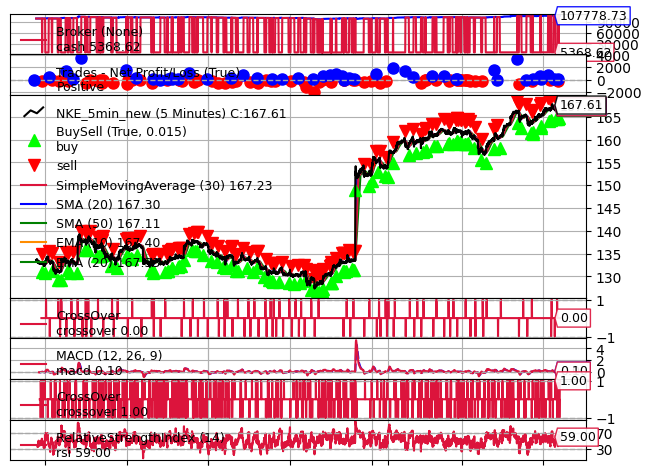 107778.73
Broker (None)
cash 5368.62
60000
5368.62
4000
Trades - Net Profit/Loss (True)
Positive
2000
0
−2000
NKE_5min_new (5 Minutes) C:167.61
BuySell (True, 0.015)
buy
sell
SimpleMovingAverage (30) 167.23
SMA (20) 167.30
SMA (50) 167.11
167.61
165
160
155
150
145
140
135
130
CrossOver
crossover 0.00
1
0.00
−1
MACD (12, 26, 9)
macd 0.10
4
2
0
0.10
CrossOver
crossover 1.00
1
1.00
−1
RelativeStrengthIndex (14)
rsi 59.00
70
59.00
30